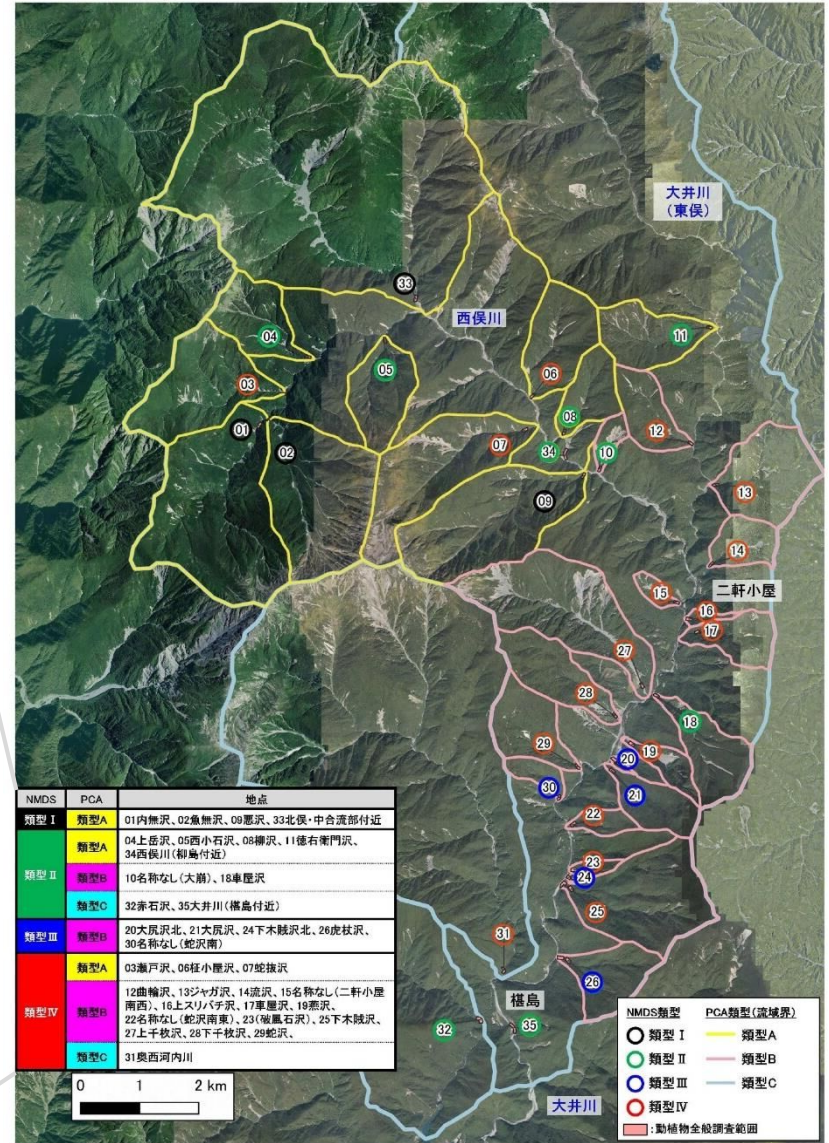 大井川
(東俣)
33
西俣川
04
11
05
03
06
08
01
12
02
07
34
10
13
09
14
15
二軒小屋
16
17
27
28
18
29
19
20
30
21
22
23
24
25
31
26
椹島
32
35
大井川
NMDS PCA 地点
類型Ⅰ 類型A 01内無沢、02魚無沢、09悪沢、33北俣・中合流部付近
類型Ⅱ 類型A 04上岳沢、05西小石沢、08柳沢、11徳右衛門沢、
34西俣川(柳島付近)
類型B 10名称なし(大崩)、18車屋沢
類型C 32赤石沢、35大井川(椹島付近)
類型Ⅲ 類型B 20大尻沢北、21大尻沢、24下木賊沢北、26虎杖沢、
30名称なし(蛇沢南)
類型Ⅳ 類型A 03瀬戸沢、06柾小屋沢、07蛇抜沢
類型B 12曲輪沢、13ジャガ沢、14流沢、15名称なし(二軒小屋
南西)、16上スリバチ沢、17車屋沢、19燕沢、
22名称なし(蛇沢南東)、23(破風石沢)、25下木賊沢、
27上千枚沢、28下千枚沢、29蛇沢、
類型C 31奥西河内川
0 1 2 km
NMDS類型 PCA類型(流域界)
類型Ⅰ 類型A
類型Ⅱ 類型B
類型Ⅲ 類型C
類型Ⅳ
:動植物全般調査範囲